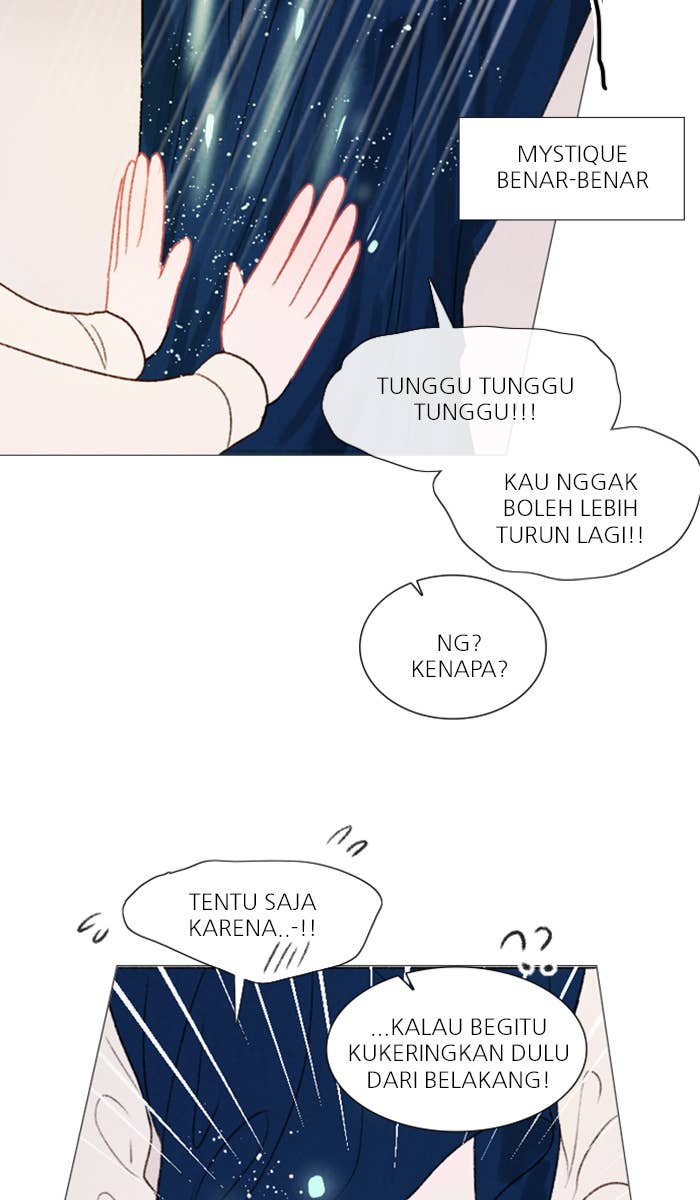 MYSTIQUE
BENAR-BENAR
TUNGGU TUNGGU
TUNGGU!!!
KAU NGGAK
BOLEH LEBIH
TURUN LAGI!!
NG?
KENAPA?
TENTU SAJA
KARENA..-!!
??
...KALAU BEGITU
KUKERINGKAN DULU
DARI BELAKANG!